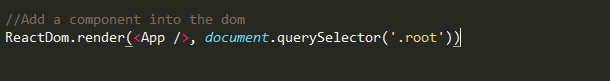 //Add a component into the dom
ReactDom.render(<App />, document.querySelector('.root'))